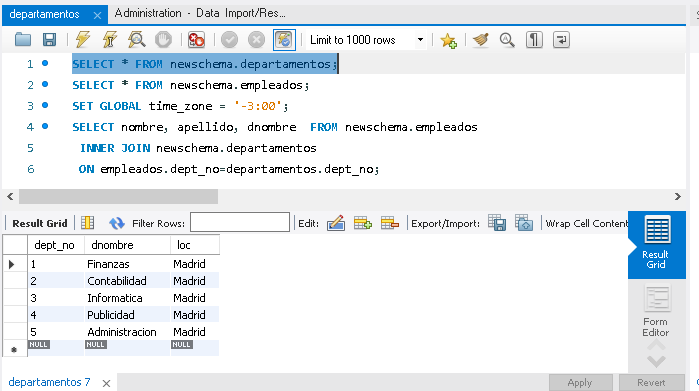 departamentos
Administration - Data Import/Res...
Limit to 1000 rows
1 SELECT * FROM newschema.departamentos;
2 SELECT * FROM newschema.empleados;
3 SET GLOBAL time_zone = '-3:00';
4 SELECT nombre, apellido, dnombre FROM newschema.empleados
5 INNER JOIN newschema.departamentos
6 ON empleados.dept_no=departamentos.dept_no;
Result Grid Filter Rows: Edit: Export/Import: Wrap Cell Content
dept_no dnombre loc
1 Finanzas Madrid
2 Contabilidad Madrid
3 Informatica Madrid
4 Publicidad Madrid
5 Administracion Madrid
NULL NULL NULL
Result
Grid
Form
Editor
departamentos 7
Apply Revert